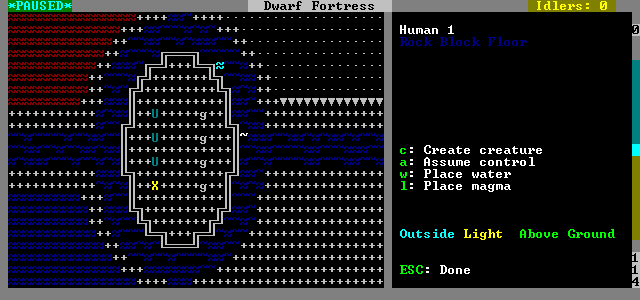 *PAUSED*
Dwarf Fortress
Idlers: 0
Human 1
Rock Block Floor
c: Create creature
a: Assume control
w: Place water
l: Place magma
Outside Light Above Ground
ESC: Done